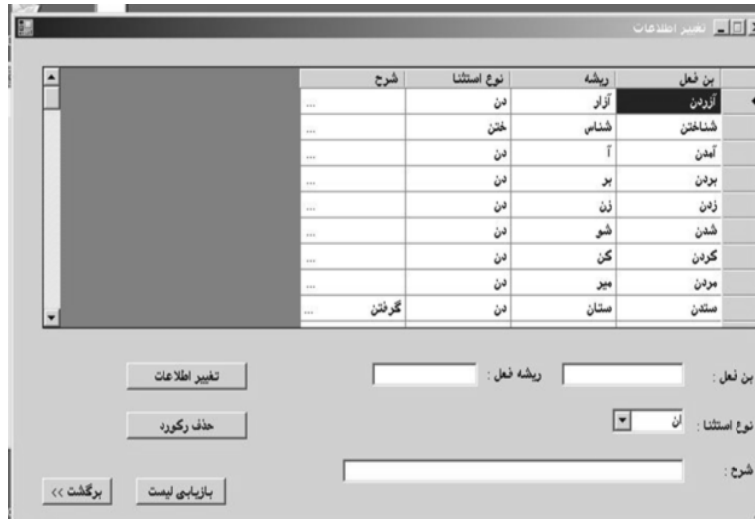 تغییر اطلاعات
بن فعل ریشه نوع استثنا شرح
آزردن آزار دن ...
شناختن شناس ختن ...
آمدن آ دن ...
بردن بر دن ...
زدن زن دن ...
شدن شو دن ...
کردن کن دن ...
مردن میر دن ...
ستدن ستان دن گرفتن ...
بن فعل : ریشه فعل : تغییر اطلاعات
نوع استثنا : ان حذف رکورد
شرح :
بازیابی لیست برگشت >>